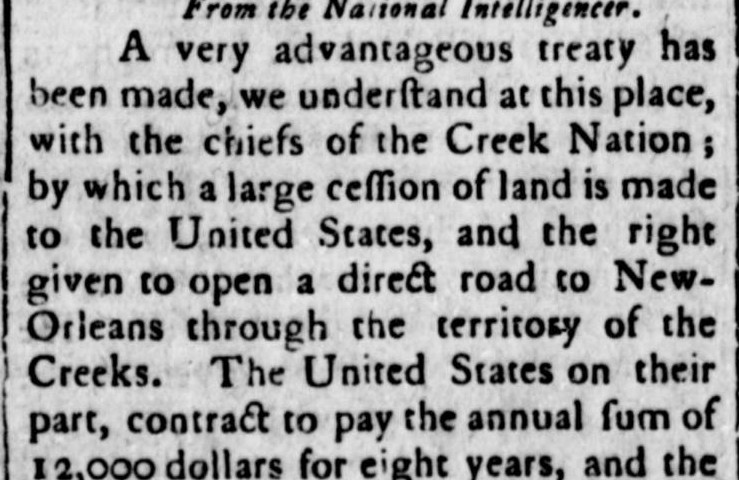 From the National Intelligencer.
A very advantageous treaty has
been made, we underſtand at this place,
with the chiefs of the Creek Nation;
by which a large ceſſion of land is made
to the United States, and the right
given to open a direct road to New-
Orleans through the territory of the
Creeks. The United States on their
part, contract to pay the annual ſum of
12,000 dollars for eight years, and the